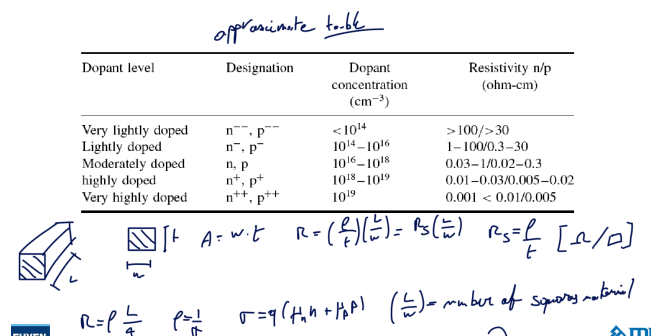 approximate table
Dopant level Designation Dopant concentration (cm⁻³) Resistivity n/p (ohm-cm)
Very lightly doped n⁻⁻, p⁻⁻ <10¹⁴ >100/>30
Lightly doped n⁻, p⁻ 10¹⁴–10¹⁶ 1–100/0.3–30
Moderately doped n, p 10¹⁶–10¹⁸ 0.03–1/0.02–0.3
highly doped n⁺, p⁺ 10¹⁸–10¹⁹ 0.01–0.03/0.005–0.02
Very highly doped n⁺⁺, p⁺⁺ 10¹⁹ 0.001 < 0.01/0.005
L w t A = w·t R = (ρ/t)(L/w) = Rs(L/w) Rs = ρ/t [Ω/□]
R = ρ L/A ρ = 1/σ σ = q(μₙn + μₚp) (L/w) = number of squares material